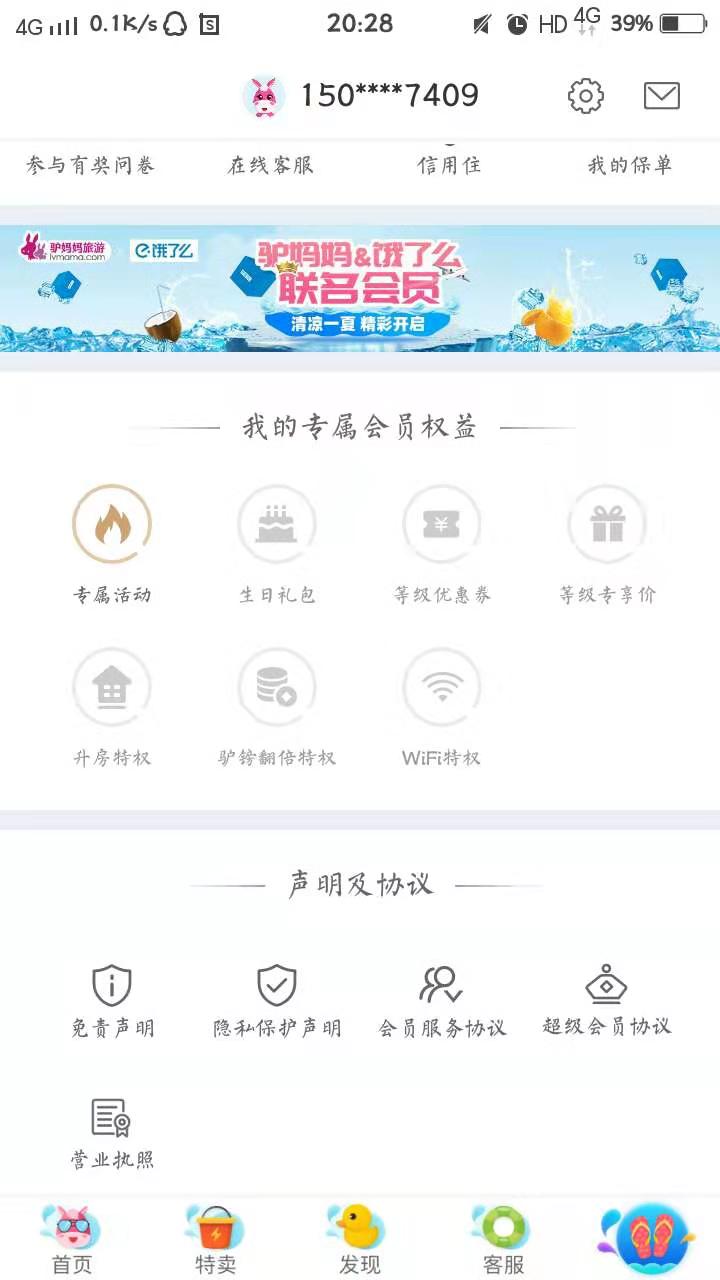 4G 0.1K/s 20:28 HD 4G 39%
150****7409
参与有奖问卷 在线客服 信用住 我的保单
驴妈妈旅游 lvmama.com 饿了么
驴妈妈&饿了么
联名会员
清凉一夏 精彩开启
我的专属会员权益
专属活动 生日礼包 等级优惠券 等级专享价
升房特权 驴镑翻倍特权 WiFi特权
声明及协议
免责声明 隐私保护声明 会员服务协议 超级会员协议
营业执照
首页 特卖 发现 客服